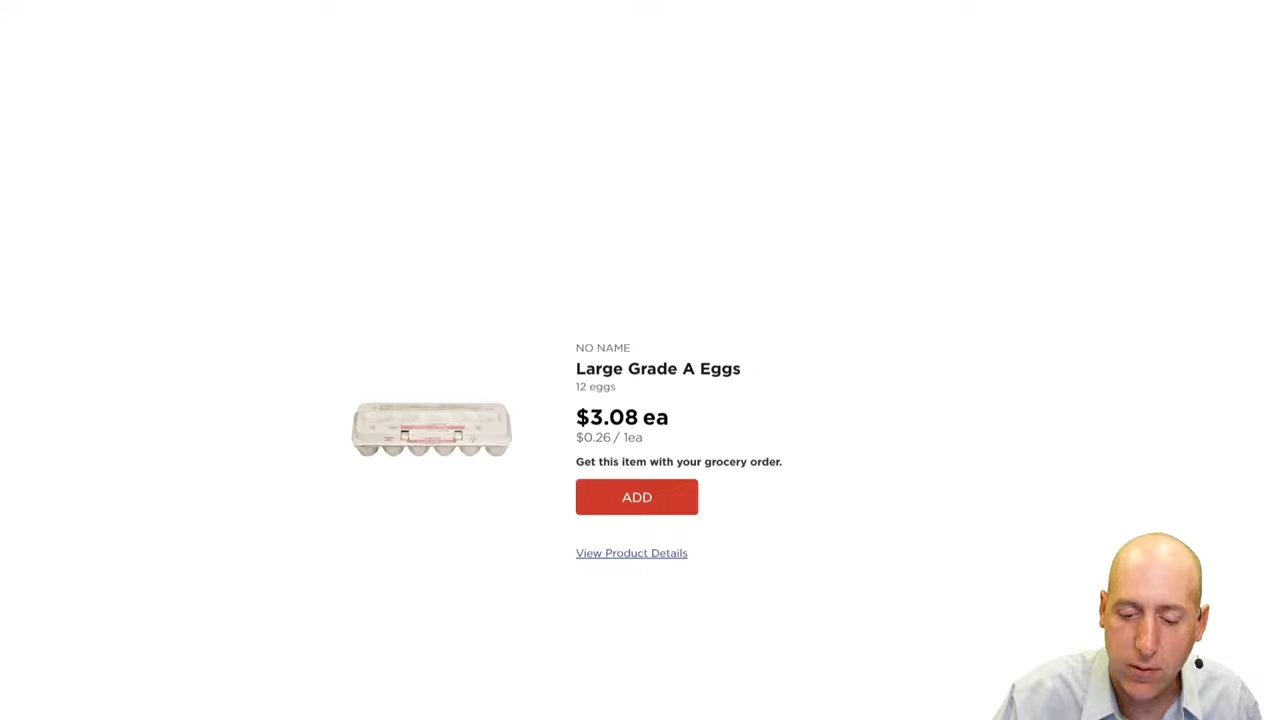 NO NAME
Large Grade A Eggs
12 eggs
$3.08 ea
$0.26 / 1ea
Get this item with your grocery order.
ADD
View Product Details